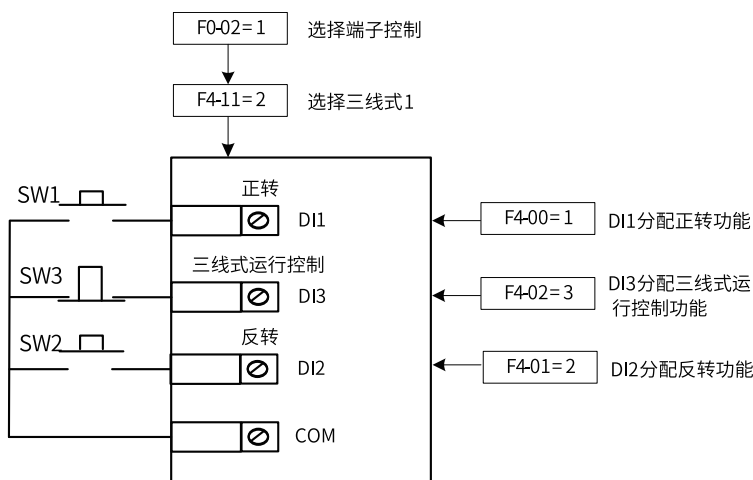 F0-02=1 选择端子控制
F4-11=2 选择三线式1
SW1
正转
DI1
F4-00=1 DI1分配正转功能
SW3
三线式运行控制
DI3
F4-02=3 DI3分配三线式运
行控制功能
SW2
反转
DI2
F4-01=2 DI2分配反转功能
COM